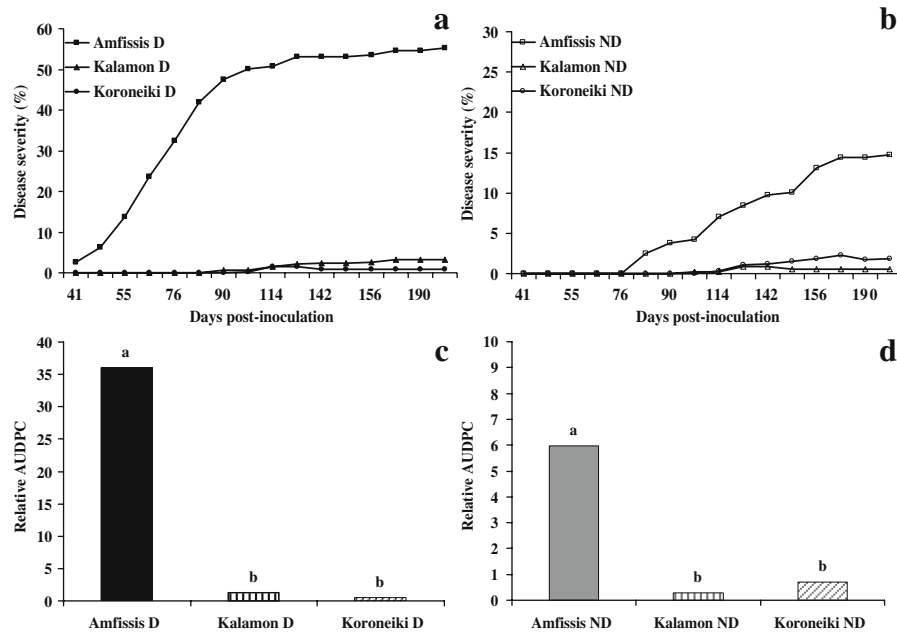 a
60
50
40
30
20
10
0
Disease severity (%)
Amfissis D
Kalamon D
Koroneiki D
41 55 76 90 114 142 156 190
Days post-inoculation
b
30
25
20
15
10
5
0
Disease severity (%)
Amfissis ND
Kalamon ND
Koroneiki ND
41 55 76 90 114 142 156 190
Days post-inoculation
c
40
35
30
25
20
15
10
5
0
Relative AUDPC
a
b
b
Amfissis D Kalamon D Koroneiki D
d
10
9
8
7
6
5
4
3
2
1
0
Relative AUDPC
a
b
b
Amfissis ND Kalamon ND Koroneiki ND